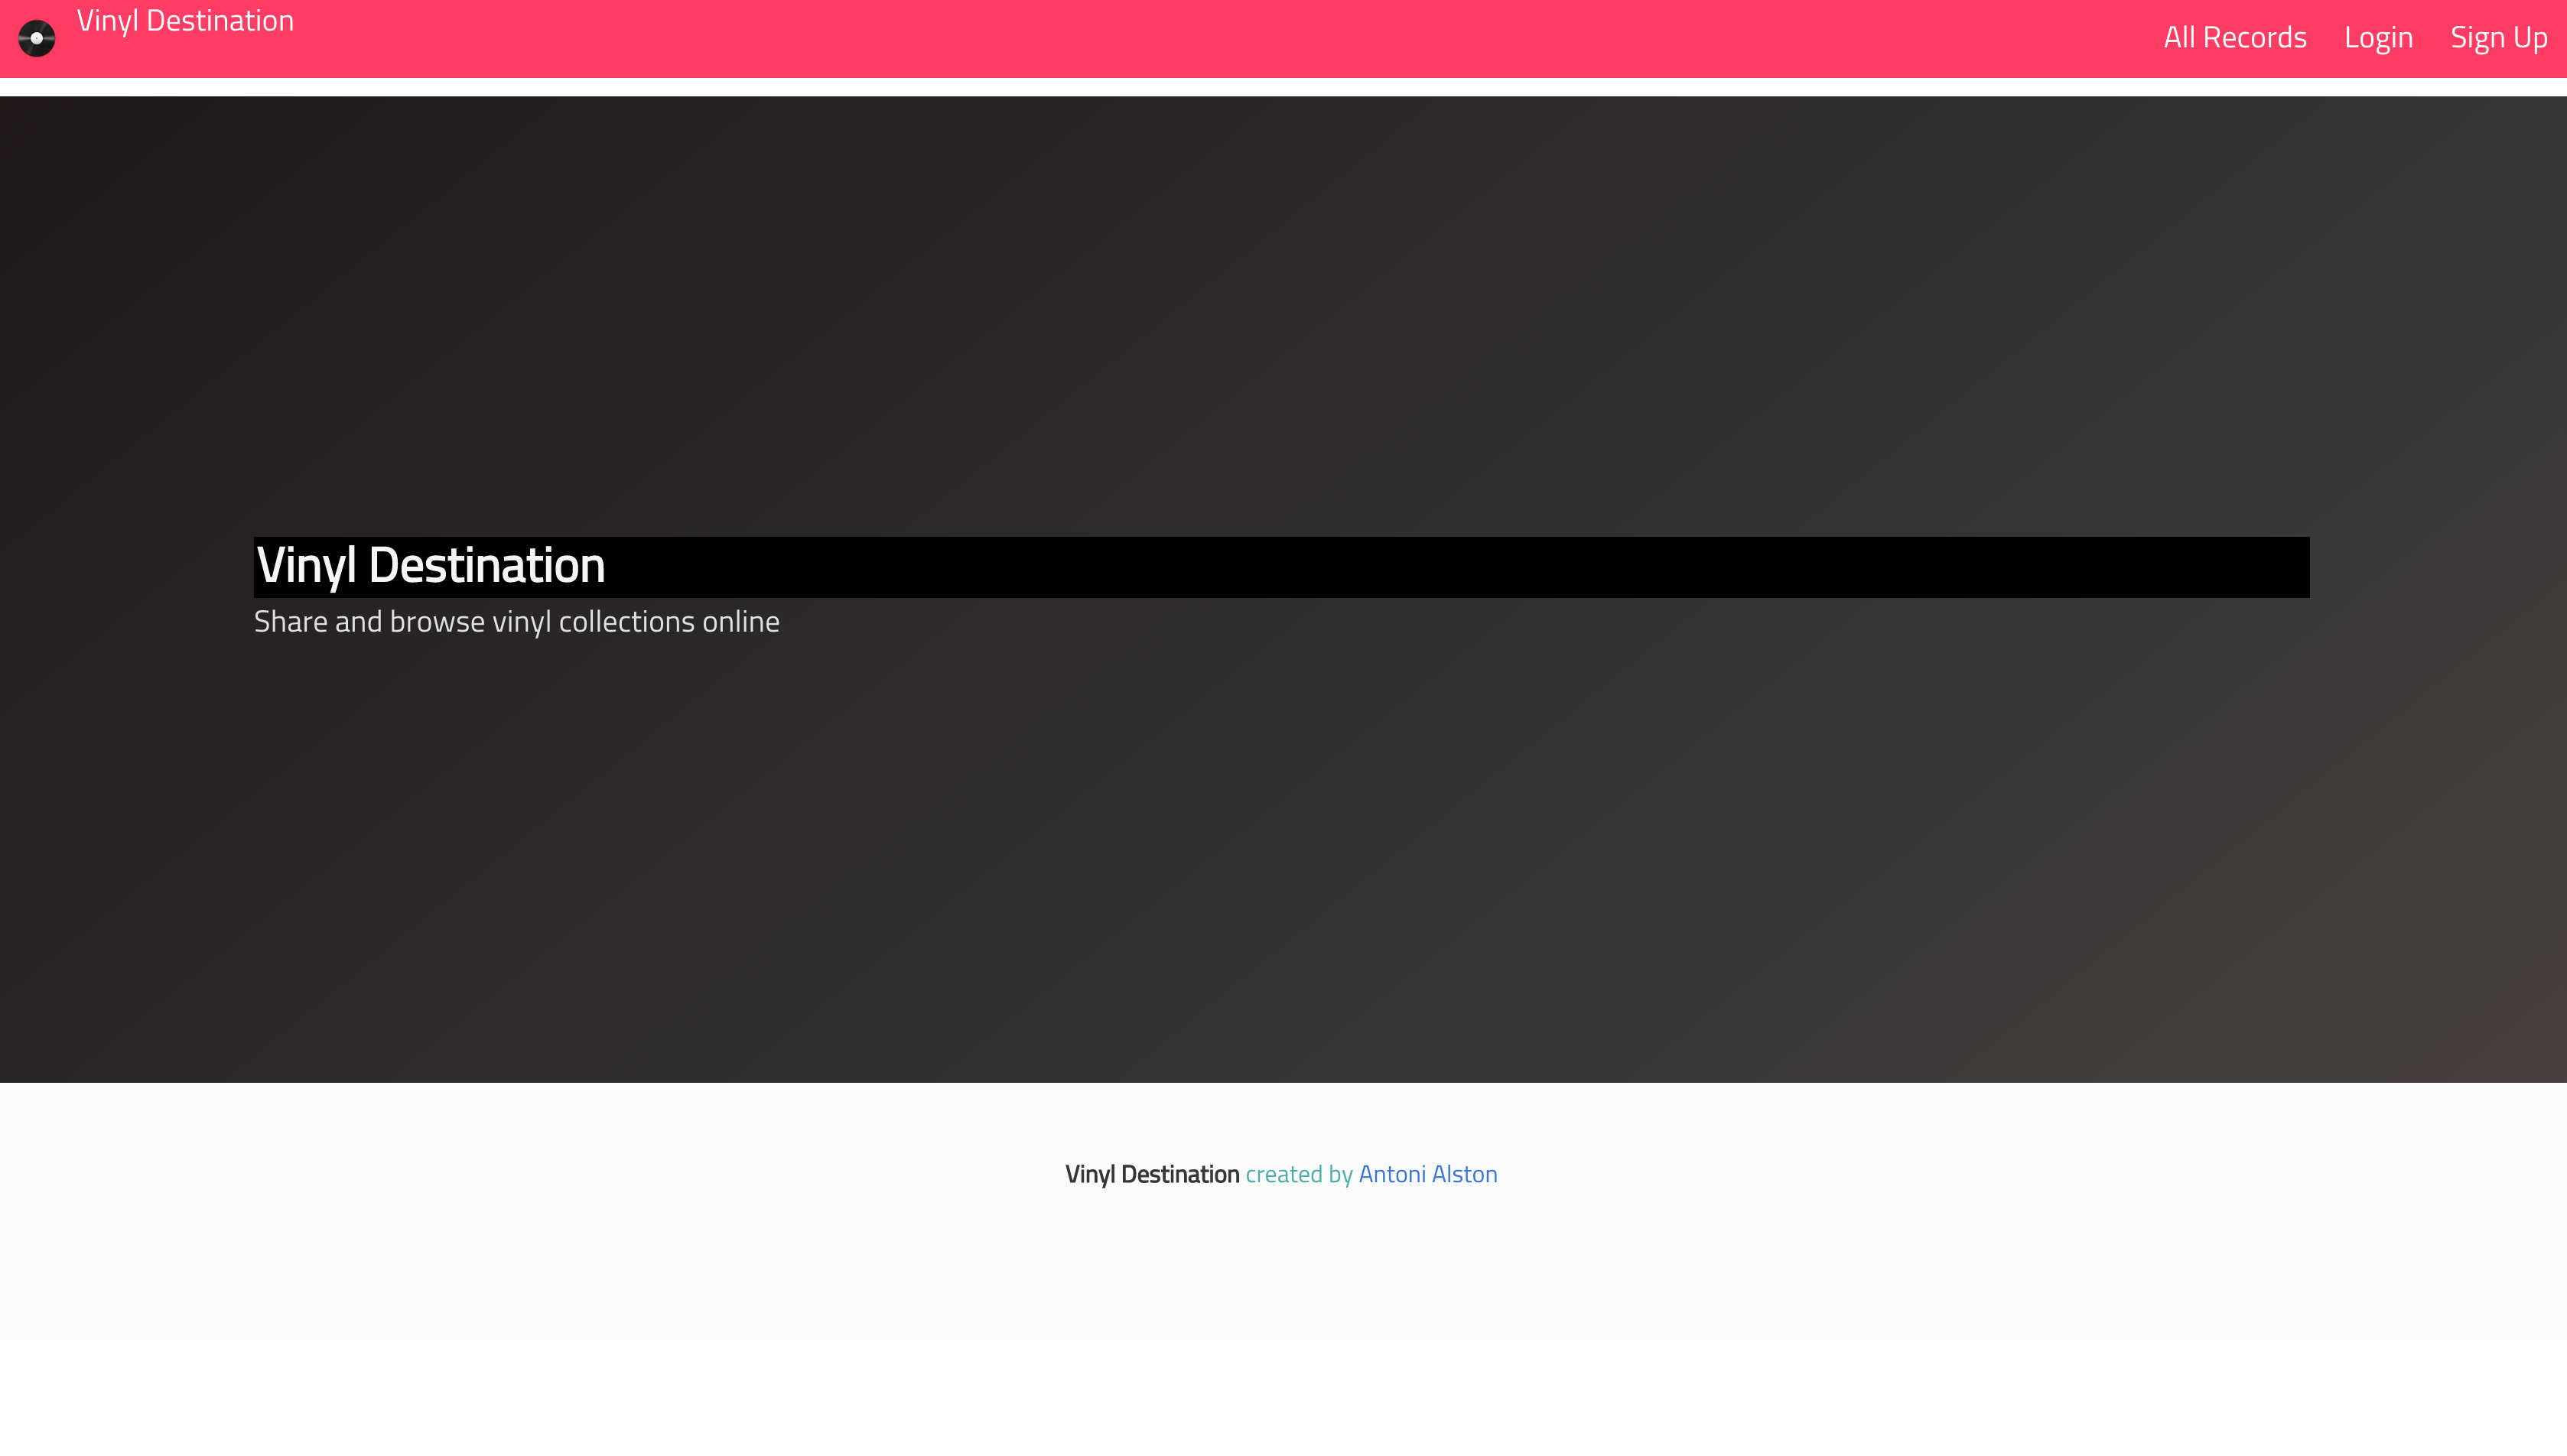 Vinyl Destination
All Records Login Sign Up
Vinyl Destination
Share and browse vinyl collections online
Vinyl Destination created by Antoni Alston